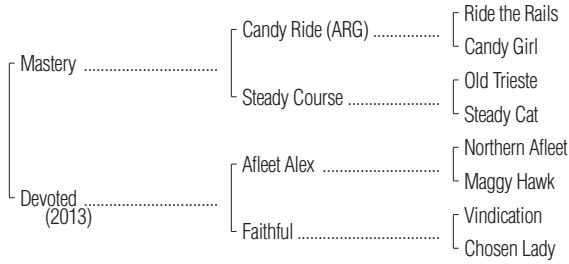 Ride the Rails
Candy Ride (ARG) ................
Candy Girl
Mastery ................................
Old Trieste
Steady Course ......................
Steady Cat
Northern Afleet
Afleet Alex ............................
Maggy Hawk
Devoted ................................
(2013)
Vindication
Faithful ..................................
Chosen Lady